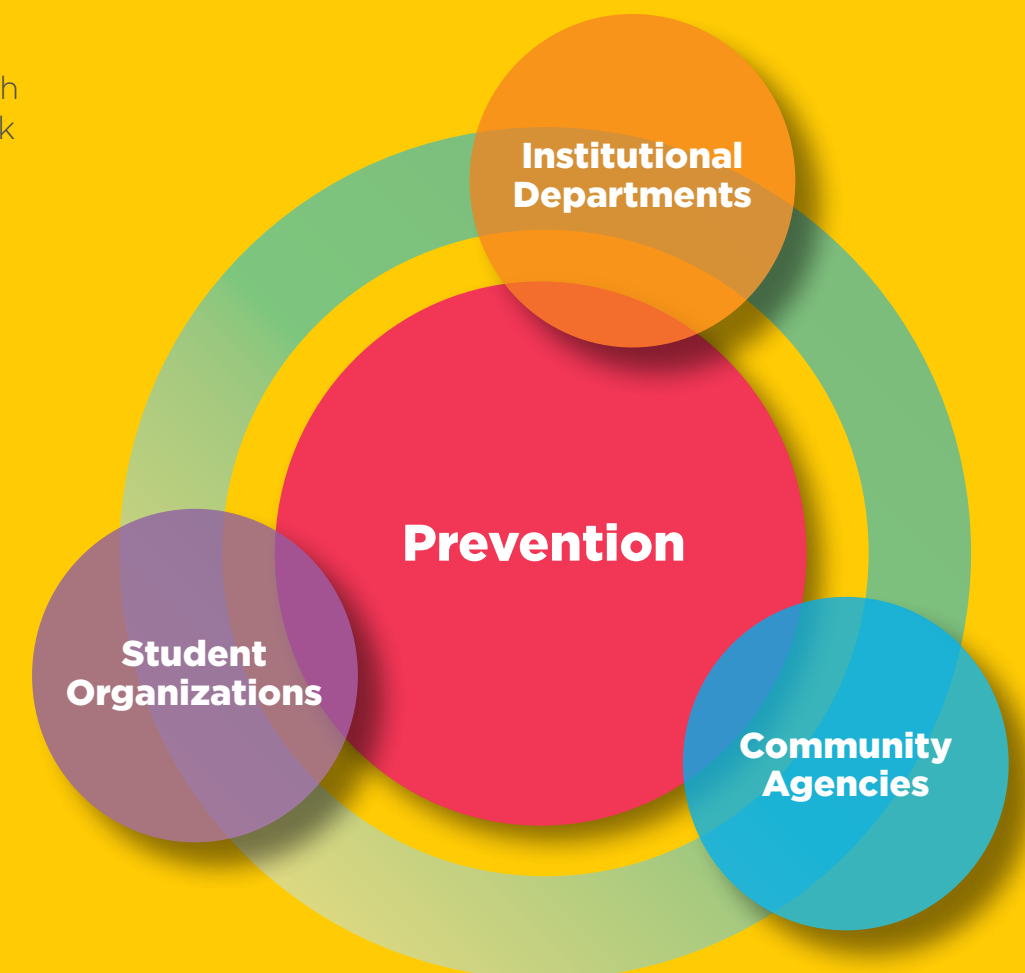 Institutional
Departments
Prevention
Student
Organizations
Community
Agencies